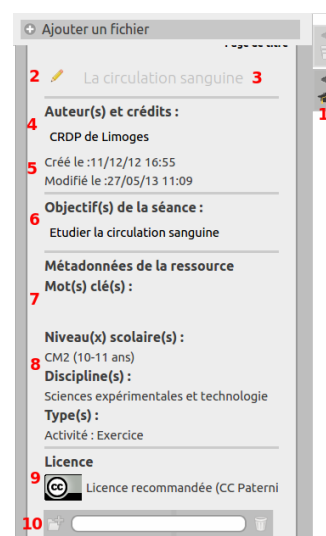 Ajouter un fichier
2 La circulation sanguine 3
4 Auteur(s) et crédits :
CRDP de Limoges
5 Créé le :11/12/12 16:55
Modifié le :27/05/13 11:09
6 Objectif(s) de la séance :
Etudier la circulation sanguine
Métadonnées de la ressource
7 Mot(s) clé(s) :
Niveau(x) scolaire(s) :
8 CM2 (10-11 ans)
Discipline(s) :
Sciences expérimentales et technologie
Type(s) :
Activité : Exercice
Licence
9 cc Licence recommandée (CC Paterni
10
1